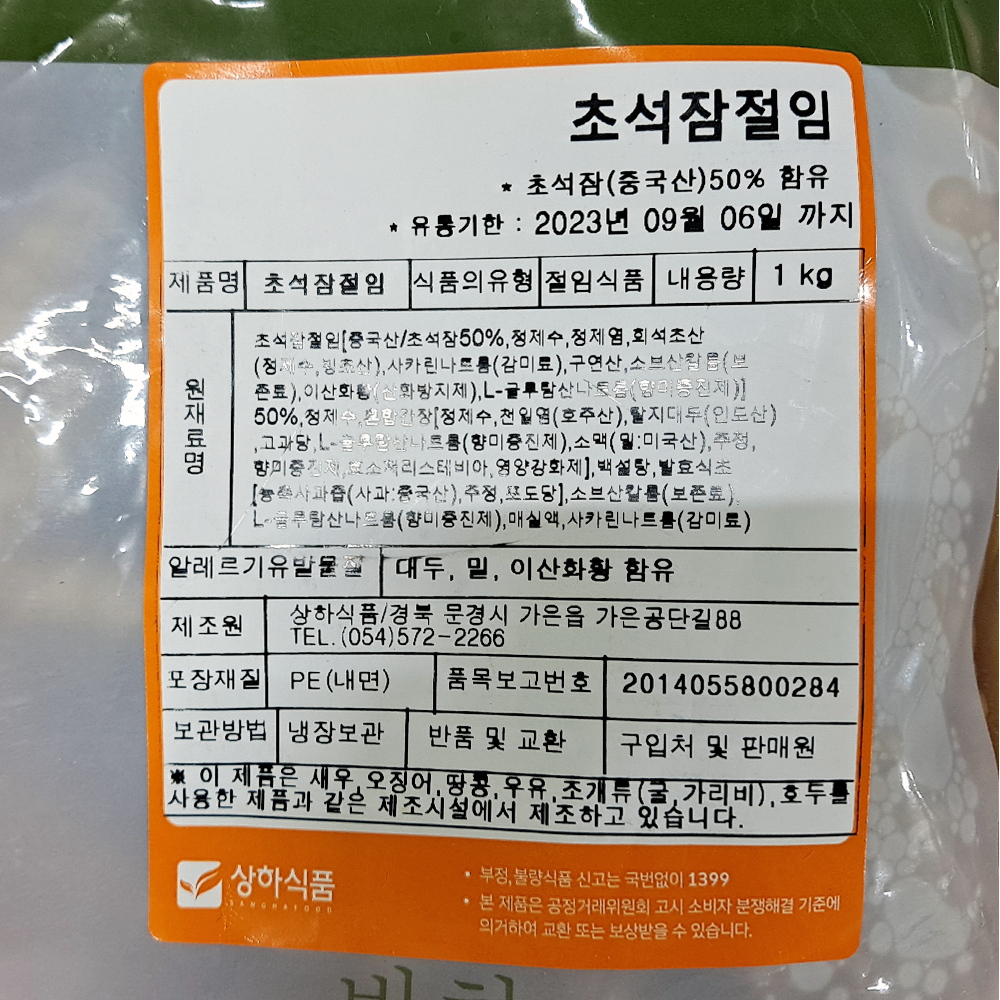 초석잠절임
* 초석잠(중국산)50% 함유
* 유통기한 : 2023년 09월 06일 까지
제품명 초석잠절임 식품의유형 절임식품 내용량 1 kg
원재료명
초석잠절임[중국산/초석잠50%,정제수,정제염,희석초산
(정제수,빙초산),사카린나트륨(감미료),구연산,소브산칼륨(보
존료),이산화황(산화방지제),L-글루탐산나트륨(향미증진제)]
50%,정제수,혼합간장[정제수,천일염(호주산),탈지대두(인도산)
,고과당,L-글루탐산나트륨(향미증진제),소맥(밀:미국산),주정,
향미증진제,효소처리스테비아,영양강화제],백설탕,발효식초
[농축사과즙(사과:중국산),주정,포도당],소브산칼륨(보존료),
L-글루탐산나트륨(향미증진제),매실액,사카린나트륨(감미료)
알레르기유발물질 대두, 밀, 이산화황 함유
제조원 상하식품/경북 문경시 가은읍 가은공단길88
TEL.(054)572-2266
포장재질 PE(내면) 품목보고번호 2014055800284
보관방법 냉장보관 반품 및 교환 구입처 및 판매원
※ 이 제품은 새우,오징어,땅콩,우유,조개류(굴,가리비),호두를
사용한 제품과 같은 제조시설에서 제조하고 있습니다.
상하식품
SANGHAFOOD
• 부정,불량식품 신고는 국번없이 1399
• 본 제품은 공정거래위원회 고시 소비자 분쟁해결 기준에
의거하여 교환 또는 보상받을 수 있습니다.